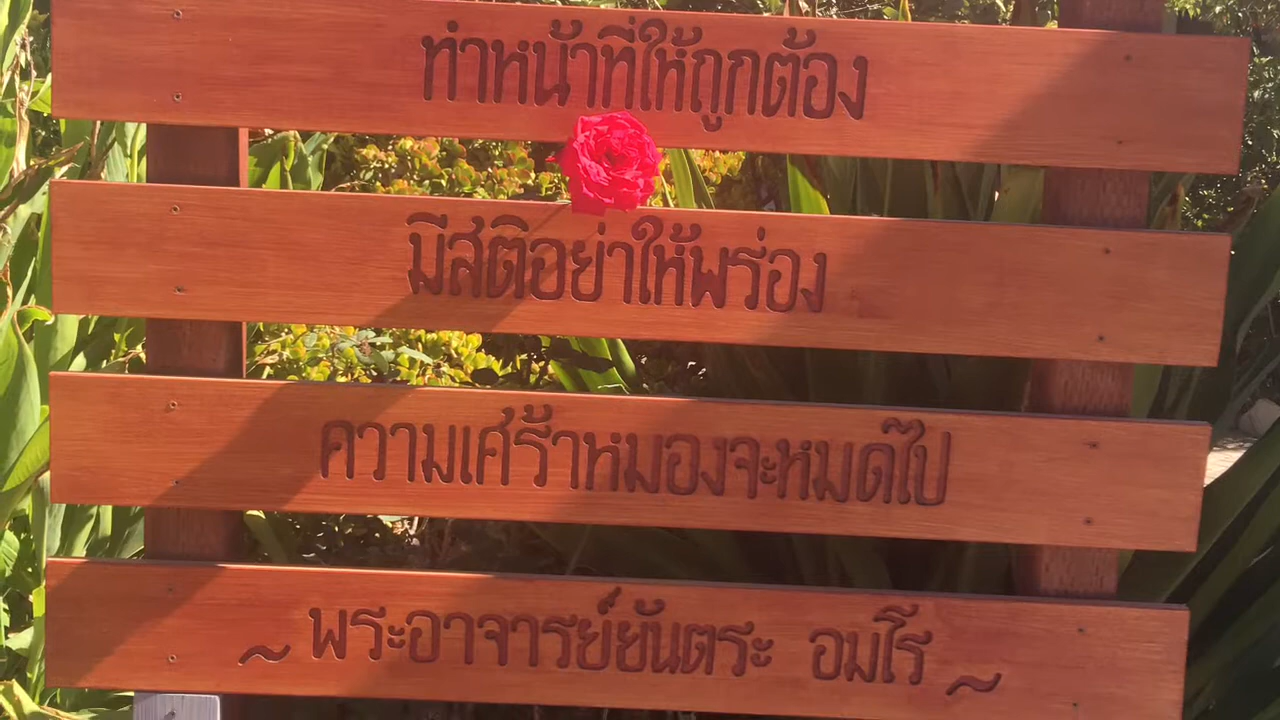 ทำหน้าที่ให้ถูกต้อง
มีสติอย่าให้พร่อง
ความเศร้าหมองจะหมดไป
~ พระอาจารย์ยันตระ อมโร ~